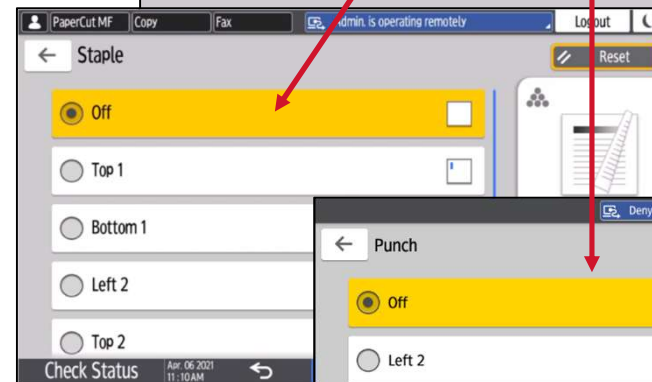 PaperCut MF Copy Fax Admin. is operating remotely Logout
Staple
Reset
Off
Top 1
Bottom 1
Left 2
Top 2
Check Status Apr. 06 2021
11:10AM
Deny
Punch
Off
Left 2